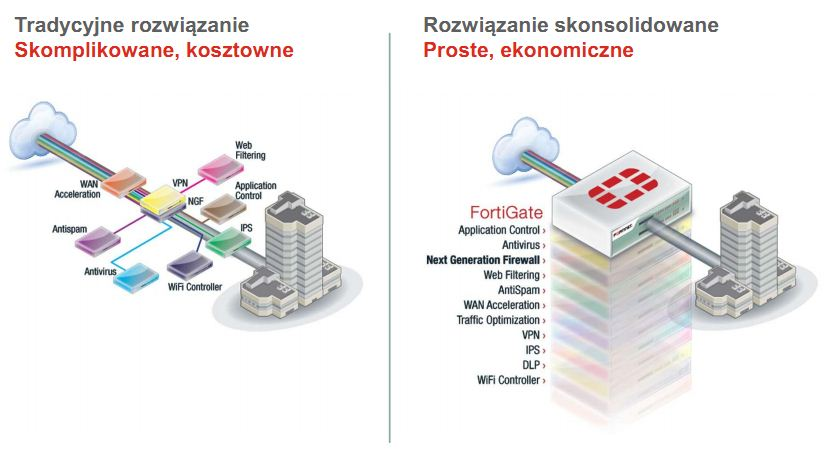 Tradycyjne rozwiązanie
Skomplikowane, kosztowne
Web
Filtering
VPN
WAN
Acceleration
NGF
Application
Control
Antispam
IPS
Antivirus
WiFi Controller
Rozwiązanie skonsolidowane
Proste, ekonomiczne
FortiGate
Application Control ›
Antivirus ›
Next Generation Firewall ›
Web Filtering ›
AntiSpam ›
WAN Acceleration ›
Traffic Optimization ›
VPN ›
IPS ›
DLP ›
WiFi Controller ›